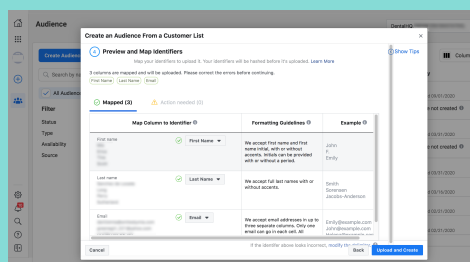 Audience
DentaltIQ
Create an Audience From a Customer List
×
4 Preview and Map Identifiers
Show Tips
Map your identifiers to upload it. Your identifiers will be hashed before it's uploaded. Learn More
3 columns are mapped and will be uploaded. Please correct the errors before continuing.
First Name Last Name Email
Mapped (3) Action needed (0)
Map Column to Identifier Formatting Guidelines Example
First name
First Name
We accept first name and first name initial, with or without accents. Initials can be provided with or without a period.
John
F.
Emily
Last name
Last Name
We accept full last names with or without accents.
Smith
Sorensen
Jacobs-Anderson
Email
Email
We accept email addresses in up to three separate columns. Only one email can go in each cell. All
Emily@example.com
John@example.com
If the identifier above looks incorrect, modify
Cancel
Back
Upload and Create
Create Audience
Search by
All Audience
Filter
Status
Type
Availability
Source
Colum
not created
not created